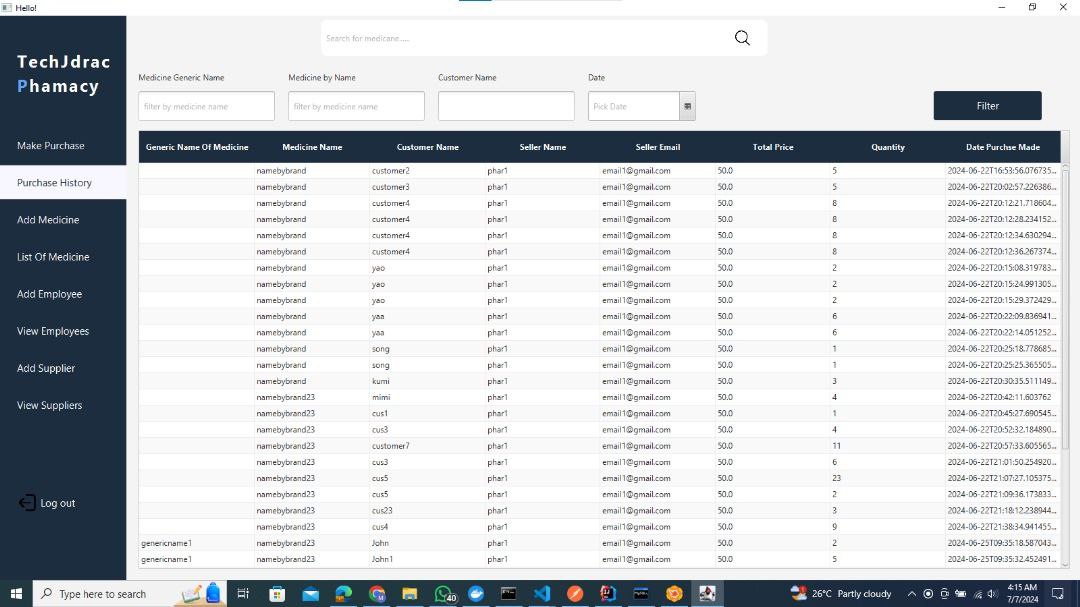 Hello!
TechJdrac
Phamacy
Make Purchase
Purchase History
Add Medicine
List Of Medicine
Add Employee
View Employees
Add Supplier
View Suppliers
Log out
Search for medicane.....
Medicine Generic Name Medicine by Name Customer Name Date
filter by medicine name filter by medicine name Pick Date Filter
Generic Name Of Medicine Medicine Name Customer Name Seller Name Seller Email Total Price Quantity Date Purchse Made
namebybrand customer2 phar1 email1@gmail.com 50.0 5 2024-06-22T16:53:56.076735...
namebybrand customer3 phar1 email1@gmail.com 50.0 5 2024-06-22T20:02:57.226386...
namebybrand customer4 phar1 email1@gmail.com 50.0 8 2024-06-22T20:12:21.718604...
namebybrand customer4 phar1 email1@gmail.com 50.0 8 2024-06-22T20:12:28.234152...
namebybrand customer4 phar1 email1@gmail.com 50.0 8 2024-06-22T20:12:34.630294...
namebybrand customer4 phar1 email1@gmail.com 50.0 8 2024-06-22T20:12:36.267374...
namebybrand yao phar1 email1@gmail.com 50.0 2 2024-06-22T20:15:08.319783...
namebybrand yao phar1 email1@gmail.com 50.0 2 2024-06-22T20:15:24.991305...
namebybrand yao phar1 email1@gmail.com 50.0 2 2024-06-22T20:15:29.372429...
namebybrand yaa phar1 email1@gmail.com 50.0 6 2024-06-22T20:22:09.836941...
namebybrand yaa phar1 email1@gmail.com 50.0 6 2024-06-22T20:22:14.051252...
namebybrand song phar1 email1@gmail.com 50.0 1 2024-06-22T20:25:18.778685...
namebybrand song phar1 email1@gmail.com 50.0 1 2024-06-22T20:25:25.365505...
namebybrand kumi phar1 email1@gmail.com 50.0 3 2024-06-22T20:30:35.511149...
namebybrand23 mimi phar1 email1@gmail.com 50.0 4 2024-06-22T20:42:11.603762
namebybrand23 cus1 phar1 email1@gmail.com 50.0 1 2024-06-22T20:45:27.690545...
namebybrand23 cus3 phar1 email1@gmail.com 50.0 4 2024-06-22T20:52:32.184890...
namebybrand23 customer7 phar1 email1@gmail.com 50.0 11 2024-06-22T20:57:33.605565...
namebybrand23 cus3 phar1 email1@gmail.com 50.0 6 2024-06-22T21:01:50.254920...
namebybrand23 cus5 phar1 email1@gmail.com 50.0 23 2024-06-22T21:07:27.105375...
namebybrand23 cus5 phar1 email1@gmail.com 50.0 2 2024-06-22T21:09:36.173833...
namebybrand23 cus23 phar1 email1@gmail.com 50.0 3 2024-06-22T21:18:12.238944...
namebybrand23 cus4 phar1 email1@gmail.com 50.0 9 2024-06-22T21:38:34.941455...
genericname1 namebybrand23 John phar1 email1@gmail.com 50.0 2 2024-06-25T09:35:18.587043...
genericname1 namebybrand23 John1 phar1 email1@gmail.com 50.0 5 2024-06-25T09:35:32.452491...
Type here to search 40 26°C Partly cloudy 4:15 AM
7/7/2024